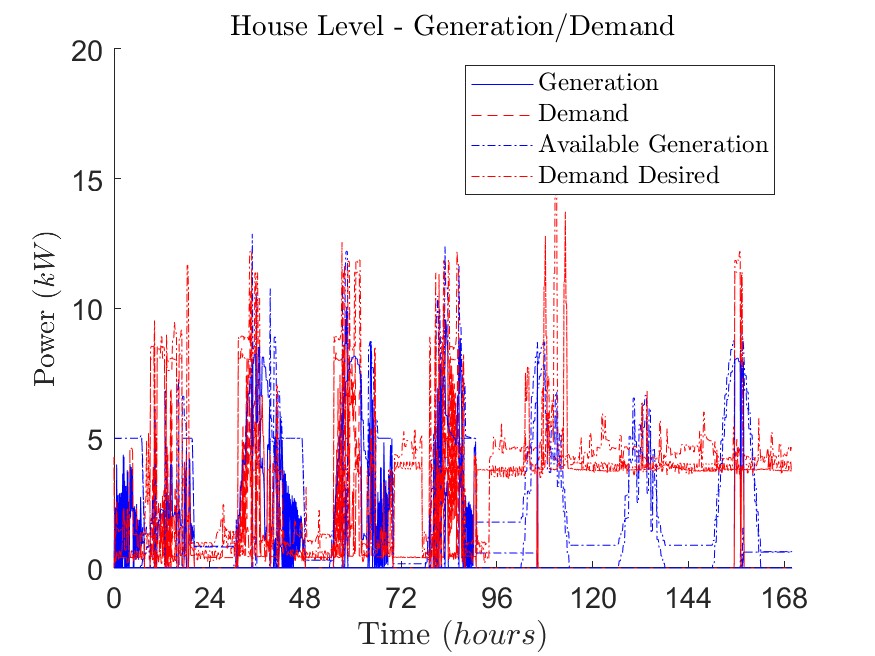 House Level - Generation/Demand
20
15
10
5
0
Power (kW)
Generation
Demand
Available Generation
Demand Desired
0 24 48 72 96 120 144 168
Time (hours)